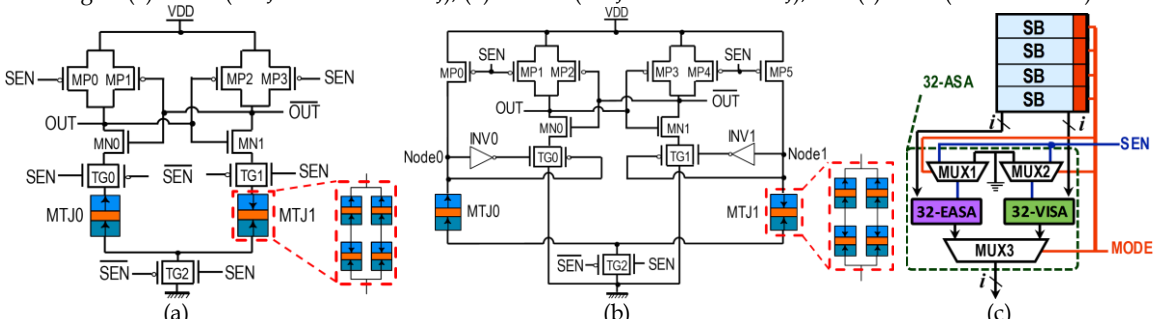 VDD
SEN MP0 MP1 MP2 MP3 SEN
OUT
OUT
MN0 MN1
SEN TG0 SEN TG1 SEN
MTJ0 MTJ1
SEN TG2 SEN
(a)
VDD
SEN SEN
MP0 MP1 MP2 MP3 MP4 MP5
OUT OUT
MN0 MN1
INV0 INV1
Node0 TG0 TG1 Node1
MTJ0 MTJ1
SEN TG2 SEN
(b)
SB
SB
SB
SB
32-ASA
i i
SEN
MUX1 MUX2
32-EASA 32-VISA
MUX3 MODE
i
(c)